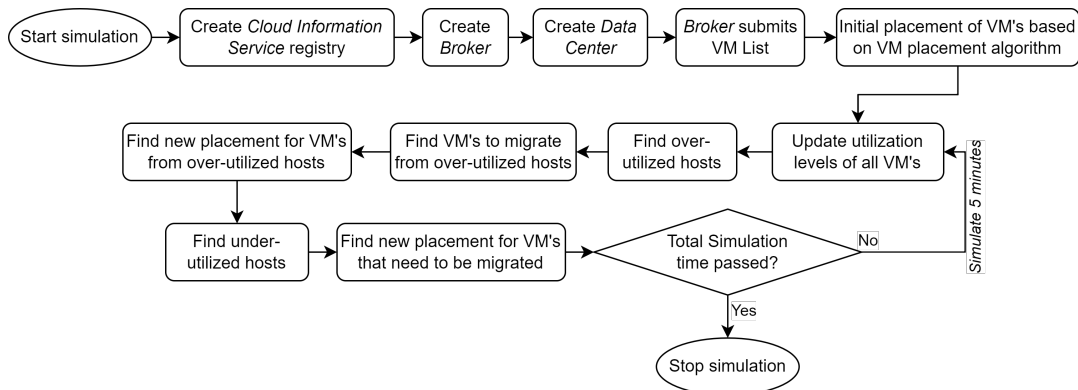 Start simulation
Create Cloud Information
Service registry
Create
Broker
Create Data
Center
Broker submits
VM List
Initial placement of VM's based
on VM placement algorithm
Find new placement for VM's
from over-utilized hosts
Find VM's to migrate
from over-utilized hosts
Find over-
utilized hosts
Update utilization
levels of all VM's
Simulate 5 minutes
Find under-
utilized hosts
Find new placement for VM's
that need to be migrated
Total Simulation
time passed?
No
Yes
Stop simulation